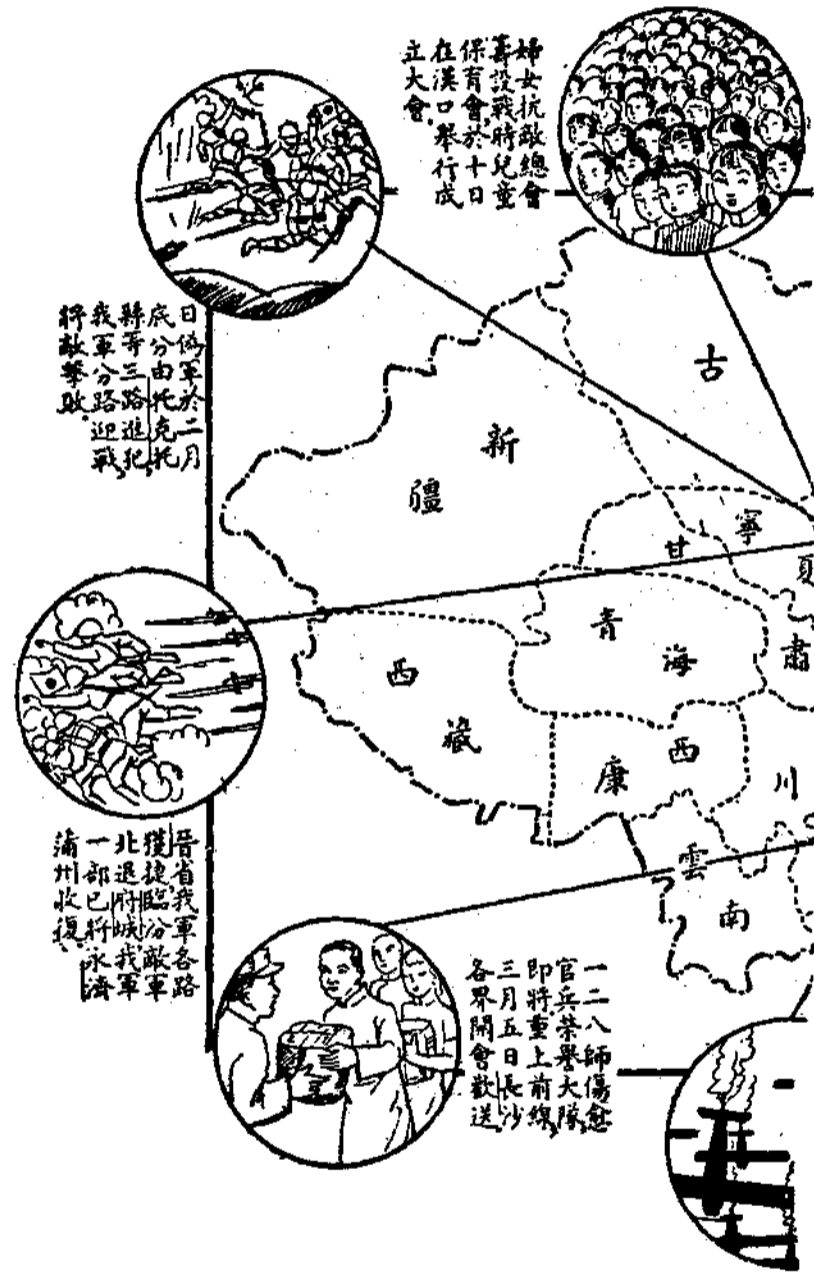 婦女抗敵總會
籌設戰時兒童
保育會於十日
在漢口舉行成
立大會。
日偽軍於二月
底分由托克托
縣等三路進犯,
我軍分路迎戰,
將敵擊敗。
古
新
疆
寧
夏
甘
肅
青
海
西
藏
西
康
川
雲
南
晉省我軍各路
獲捷臨汾敵軍
北退府城我軍
一部已將永濟
蒲州收復。
一二八師傷愈
官兵榮譽大隊,
即將重上前線,
三月五日長沙
各界開會歡送。